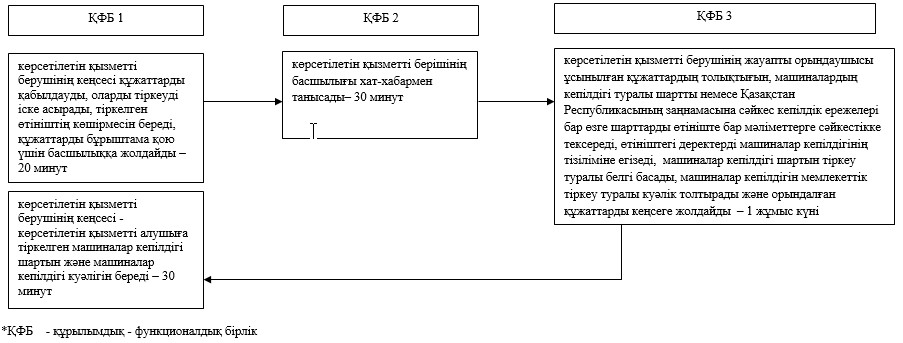 ҚФБ 1
ҚФБ 2
ҚФБ 3
көрсетілетін қызметті
берушінің кеңсесі құжаттарды
қабылдауды, оларды тіркеуді
іске асырады, тіркелген
өтініштің көшірмесін береді,
құжаттарды бұрыштама қою
үшін басшылыққа жолдайды –
20 минут
көрсетілетін қызметті берішінің
басшылығы хат-хабармен
танысады– 30 минут
көрсетілетін қызметті берушінің жауапты орындаушысы
ұсынылған құжаттардың толықтығын, машиналардың
кепілдігі туралы шартты немесе Қазақстан
Республикасының заңнамасына сәйкес кепілдік ережелері
бар өзге шарттарды өтініште бар мәліметтерге сәйкестікке
тексереді, өтініштегі деректерді машиналар кепілдігінің
тізіліміне егізеді, машиналар кепілдігі шартын тіркеу
туралы белгі басады, машиналар кепілдігін мемлекеттік
тіркеу туралы куәлік толтырады және орындалған
құжаттарды кеңсеге жолдайды – 1 жұмыс күні
көрсетілетін қызметті
берушінің кеңсесі -
көрсетілетін қызметті алушыға
тіркелген машиналар кепілдігі
шартын және машиналар
кепілдігі куәлігін береді – 30
минут
*ҚФБ - құрылымдық - функционалдық бірлік